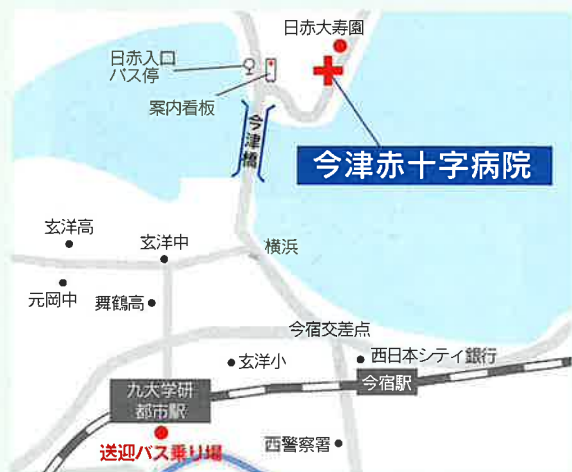 日赤大寿園
日赤入口
バス停
案内看板
今津橋
今津赤十字病院
玄洋高
玄洋中
横浜
元岡中
舞鶴高
今宿交差点
玄洋小
西日本シティ銀行
今宿駅
九大学研
都市駅
送迎バス乗り場
西警察署